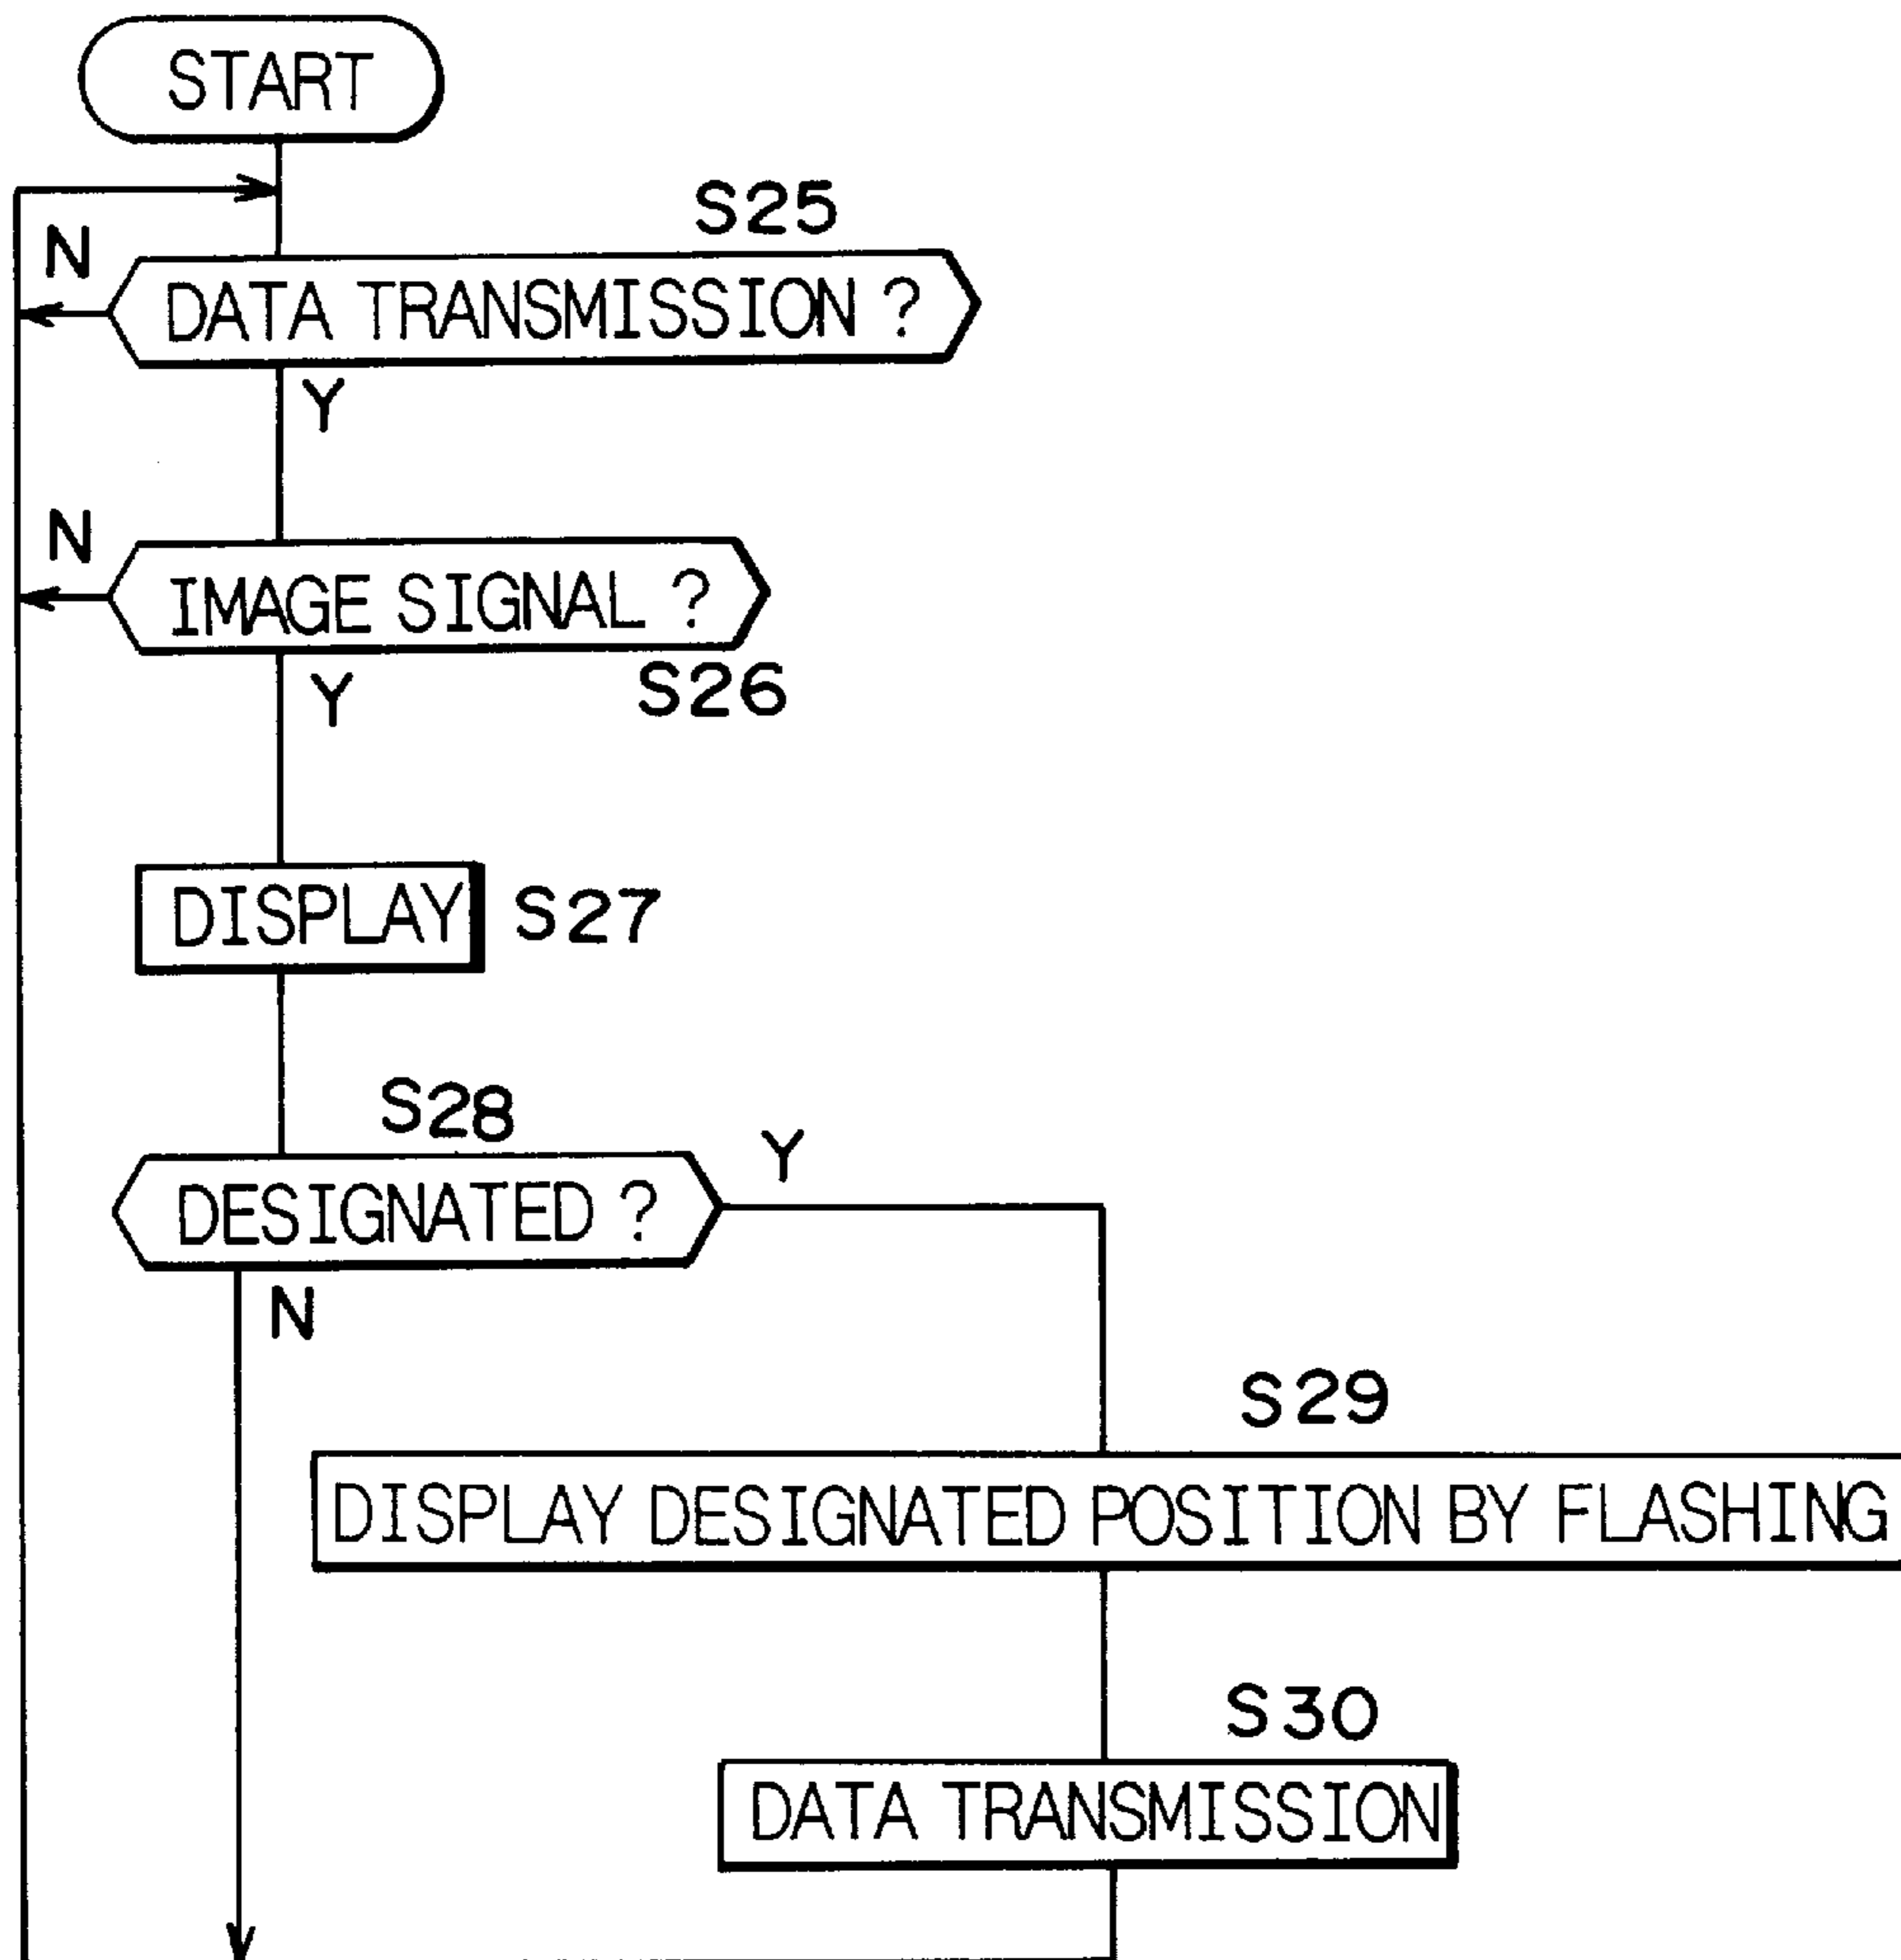 START
S25
N
DATA TRANSMISSION ?
Y
N
IMAGE SIGNAL ?
Y
S26
DISPLAY
S27
S28
Y
DESIGNATED ?
N
S29
DISPLAY DESIGNATED POSITION BY FLASHING
S30
DATA TRANSMISSION